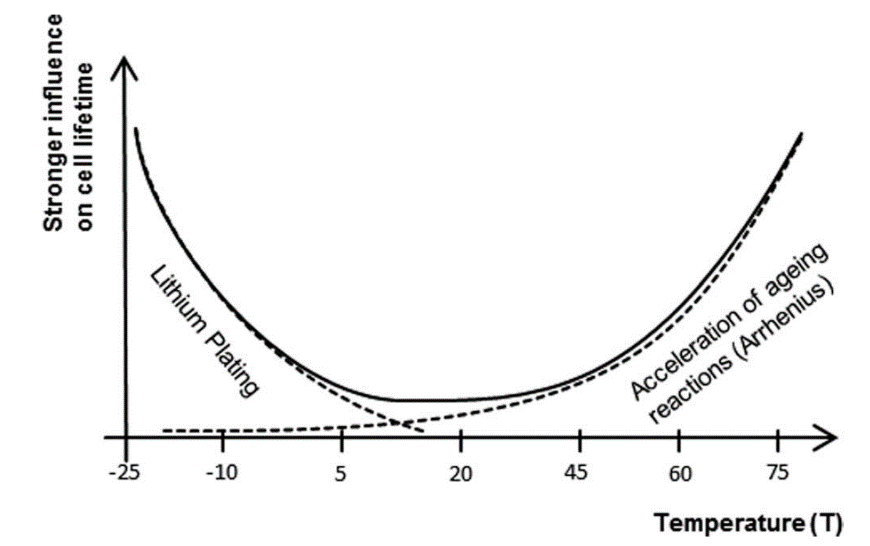 Stronger influence
on cell lifetime
Lithium Plating
Acceleration of ageing
reactions (Arrhenius)
-25 -10 5 20 45 60 75
Temperature (T)